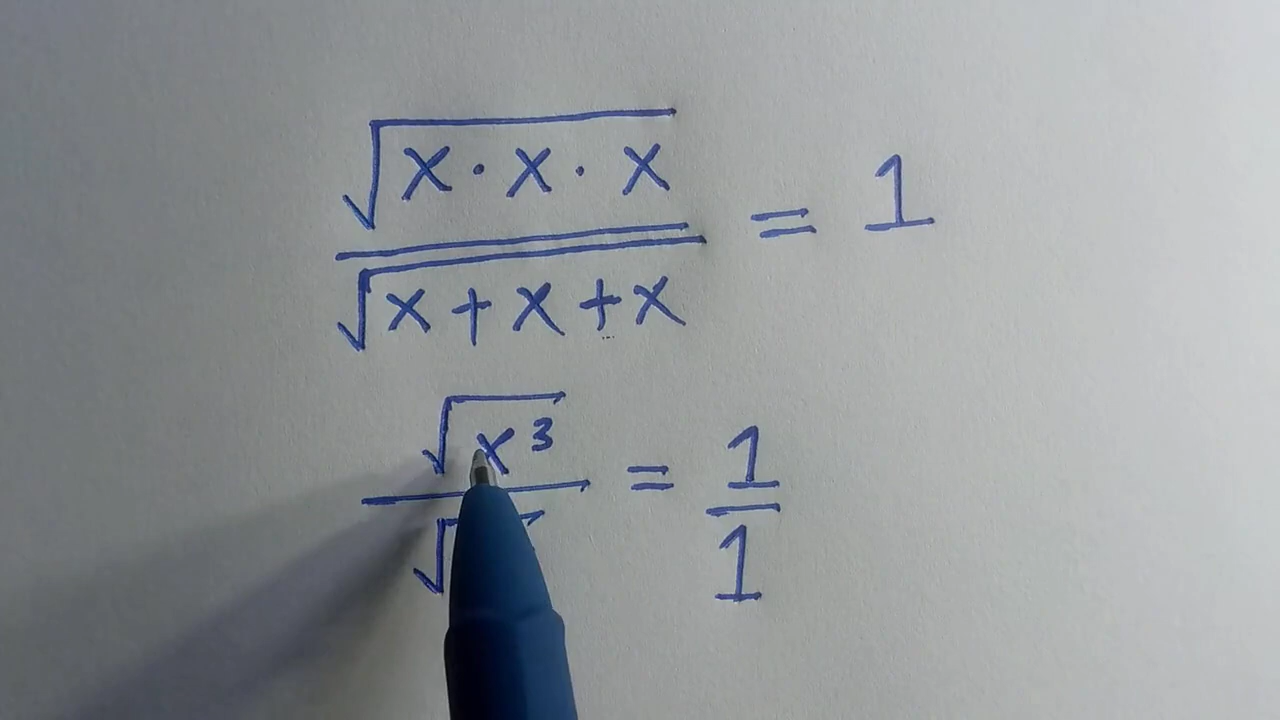 √(x · x · x) / √(x + x + x) = 1
√(x³) / √ = 1/1